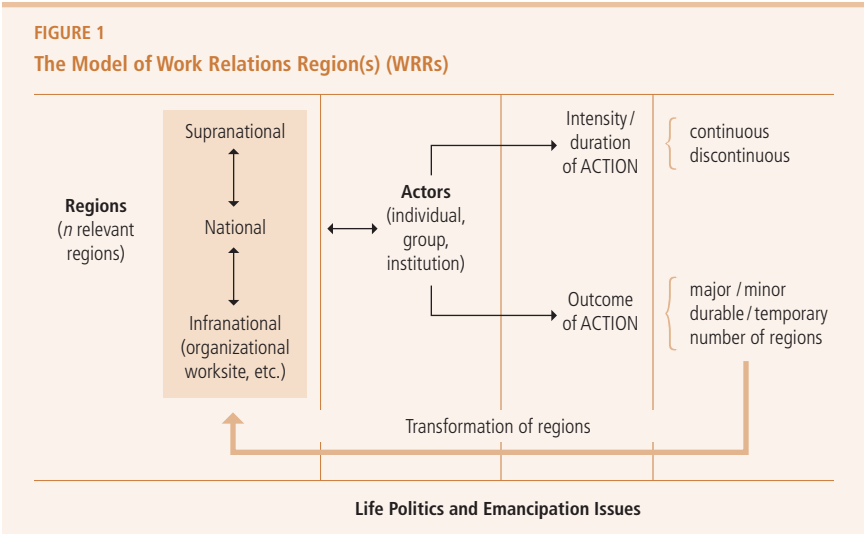 FIGURE 1
The Model of Work Relations Region(s) (WRRs)
Regions
(n relevant
regions)
Supranational
National
Infranational
(organizational
worksite, etc.)
Actors
(individual,
group,
institution)
Intensity / 
duration
of ACTION
continuous
discontinuous
Outcome
of ACTION
major / minor
durable / temporary
number of regions
Transformation of regions
Life Politics and Emancipation Issues